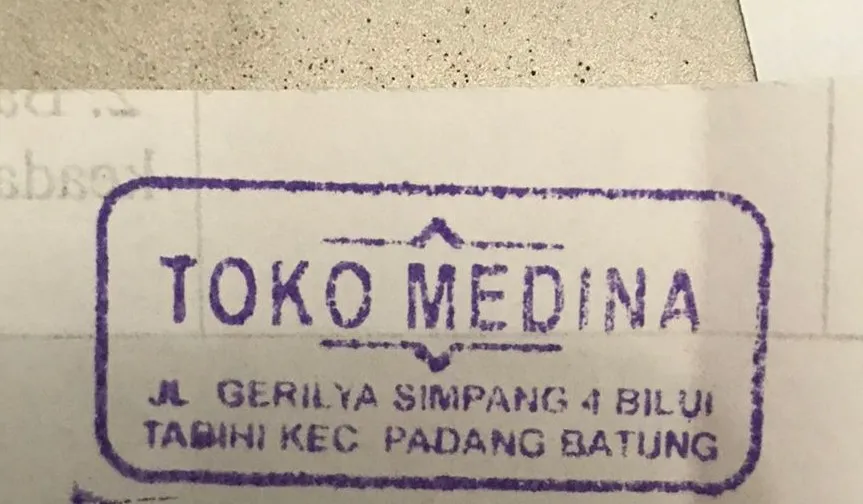 TOKO MEDINA
JL GERILYA SIMPANG 4 BILUI
TABIHI KEC PADANG BATUNG